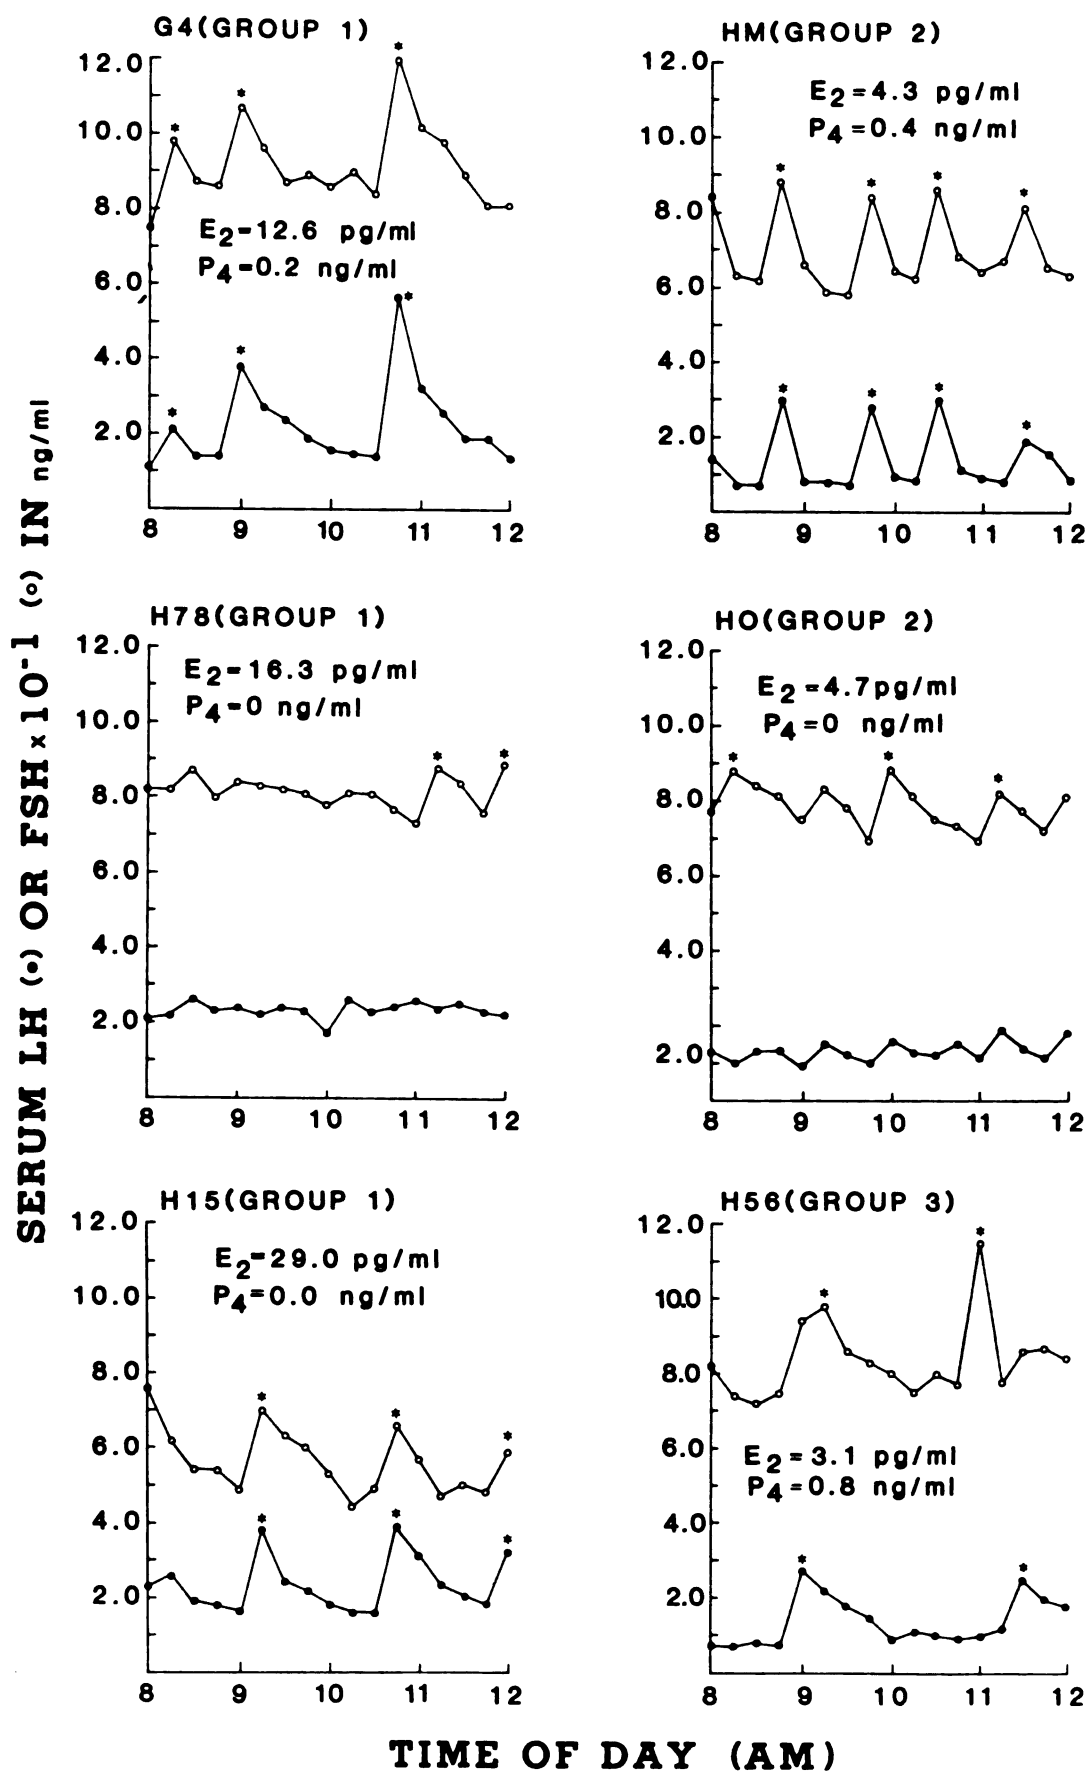 SERUM LH (•) OR FSH x 10-1 (o) IN ng/ml
G4(GROUP 1)
*
*
*
12.0
10.0
8.0
E2=12.6 pg/ml
P4=0.2 ng/ml
6.0
*
*
*
4.0
2.0
8 9 10 11 12
HM(GROUP 2)
12.0
E2=4.3 pg/ml
P4=0.4 ng/ml
10.0
* * * *
8.0
6.0
4.0
* * * *
2.0
8 9 10 11 12
H78(GROUP 1)
12.0
E2=16.3 pg/ml
P4=0 ng/ml
10.0
* *
8.0
6.0
4.0
2.0
8 9 10 11 12
HO(GROUP 2)
12.0
E2=4.7pg/ml
P4=0 ng/ml
10.0
* * *
8.0
6.0
4.0
2.0
8 9 10 11 12
H15(GROUP 1)
12.0
E2=29.0 pg/ml
P4=0.0 ng/ml
10.0
8.0
* * *
6.0
4.0
* * *
2.0
8 9 10 11 12
H56(GROUP 3)
12.0
* *
10.0
8.0
6.0
E2=3.1 pg/ml
P4=0.8 ng/ml
4.0
* *
2.0
8 9 10 11 12
TIME OF DAY (AM)